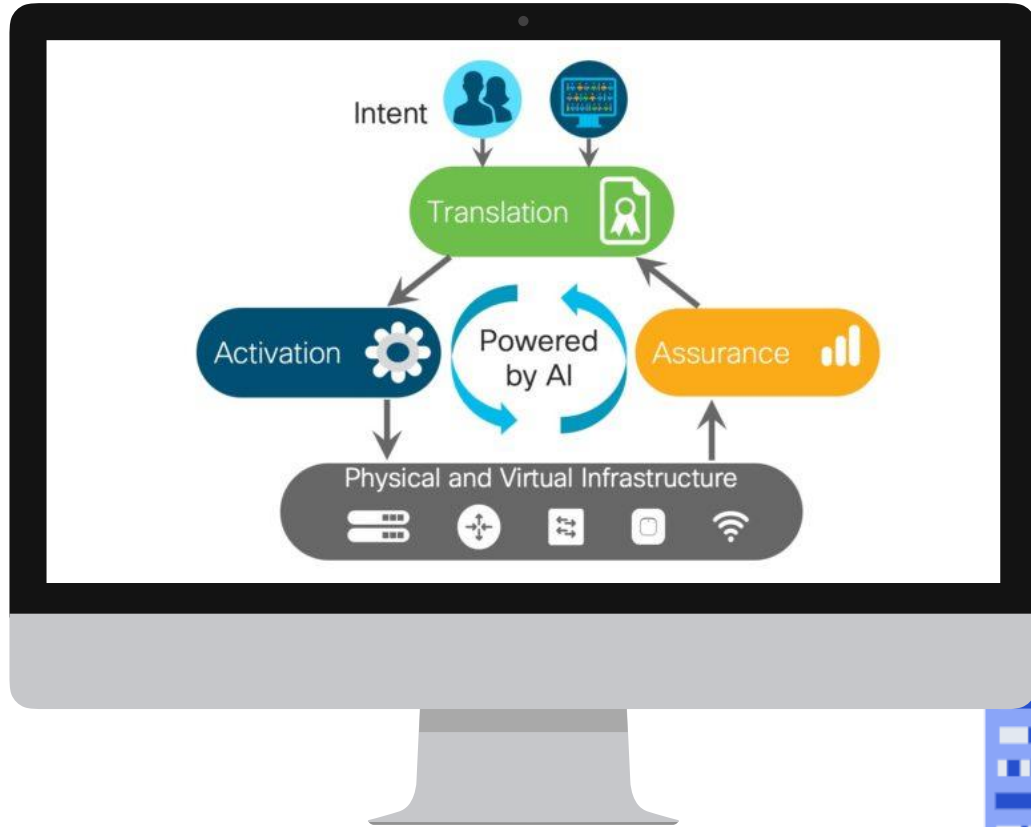 Intent
Translation
Activation
Powered
by AI
Assurance
Physical and Virtual Infrastructure